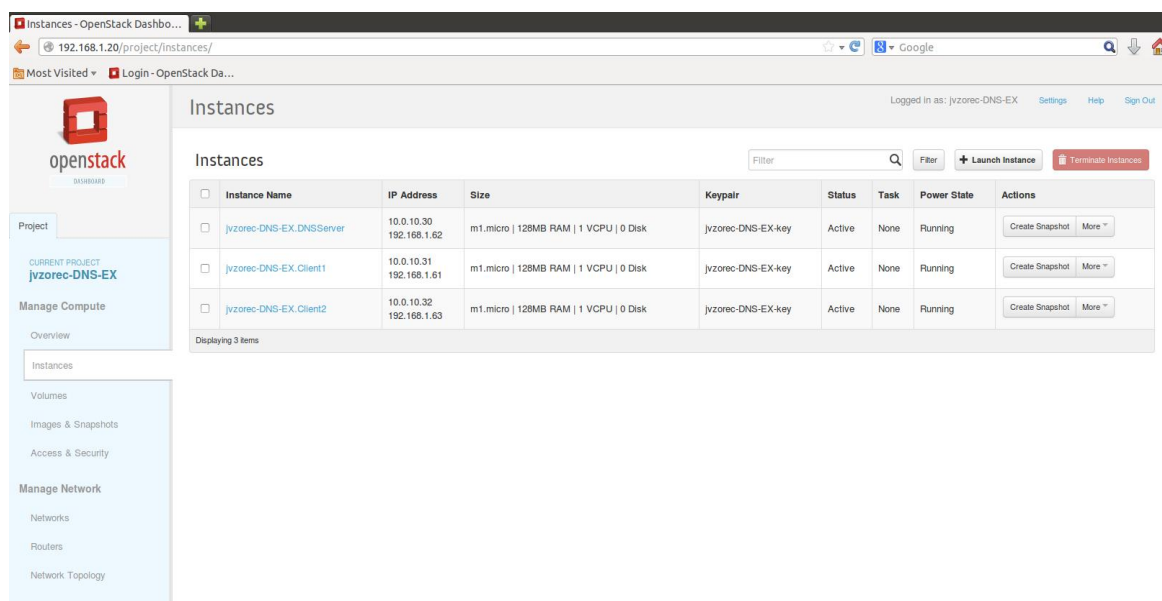 Instances - OpenStack Dashbo...
192.168.1.20/project/instances/
Google
Most Visited
Login - OpenStack Da...
openstack
DASHBOARD
Instances
Logged in as: jvzorec-DNS-EX Settings Help Sign Out
Project
CURRENT PROJECT
jvzorec-DNS-EX
Manage Compute
Overview
Instances
Volumes
Images & Snapshots
Access & Security
Manage Network
Networks
Routers
Network Topology
Instances
Filter Filter Launch Instance Terminate Instances
Instance Name IP Address Size Keypair Status Task Power State Actions
jvzorec-DNS-EX.DNSServer 10.0.10.30 m1.micro | 128MB RAM | 1 VCPU | 0 Disk jvzorec-DNS-EX-key Active None Running Create Snapshot More
192.168.1.62
jvzorec-DNS-EX.Client1 10.0.10.31 m1.micro | 128MB RAM | 1 VCPU | 0 Disk jvzorec-DNS-EX-key Active None Running Create Snapshot More
192.168.1.61
jvzorec-DNS-EX.Client2 10.0.10.32 m1.micro | 128MB RAM | 1 VCPU | 0 Disk jvzorec-DNS-EX-key Active None Running Create Snapshot More
192.168.1.63
Displaying 3 items